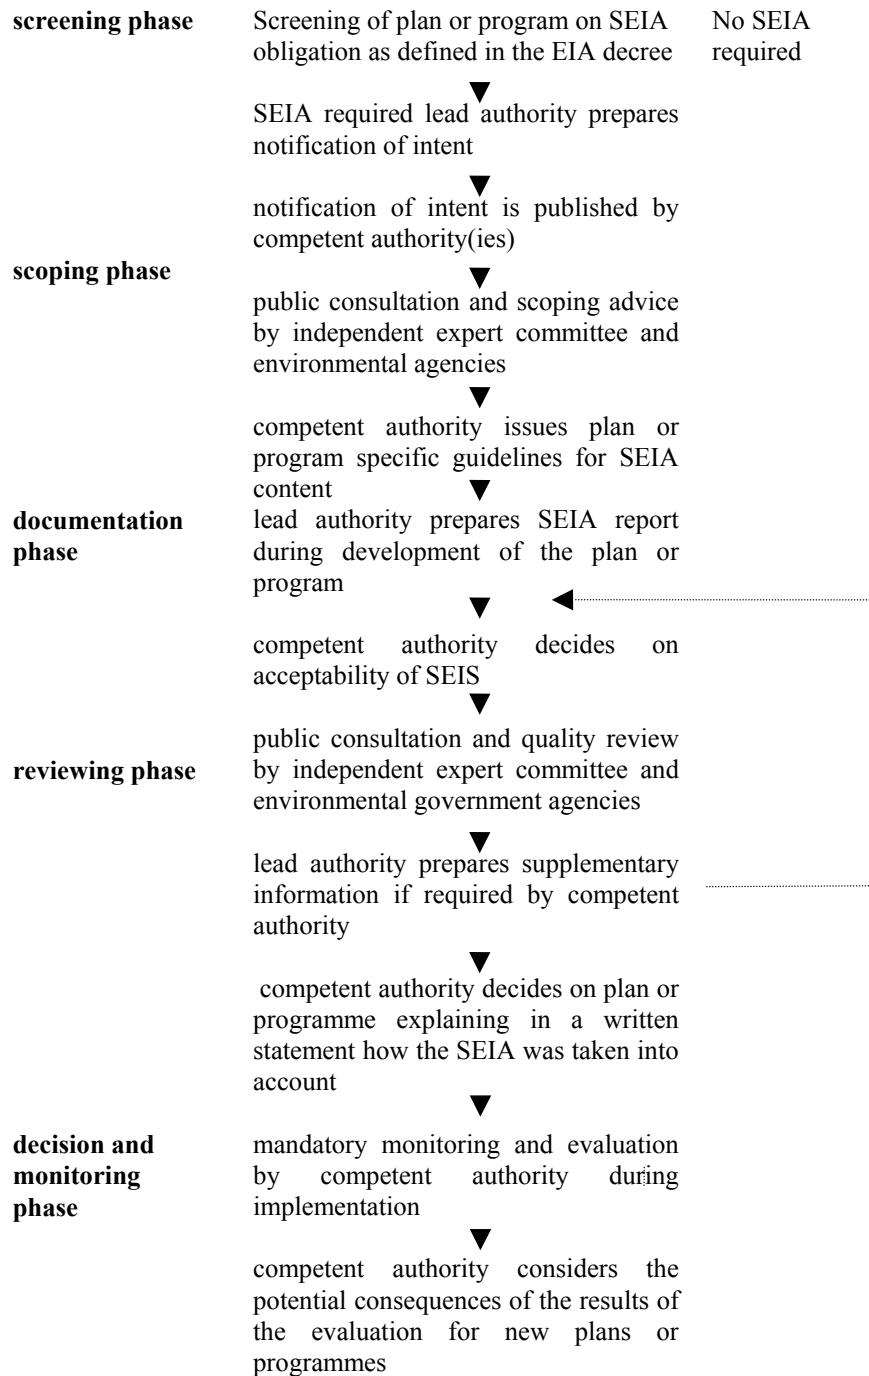 screening phase
Screening of plan or program on SEIA
obligation as defined in the EIA decree
No SEIA
required
SEIA required lead authority prepares
notification of intent
notification of intent is published by
competent authority(ies)
scoping phase
public consultation and scoping advice
by independent expert committee and
environmental agencies
competent authority issues plan or
program specific guidelines for SEIA
content
documentation
phase
lead authority prepares SEIA report
during development of the plan or
program
competent authority decides on
acceptability of SEIS
reviewing phase
public consultation and quality review
by independent expert committee and
environmental government agencies
lead authority prepares supplementary
information if required by competent
authority
competent authority decides on plan or
programme explaining in a written
statement how the SEIA was taken into
account
decision and
monitoring
phase
mandatory monitoring and evaluation
by competent authority during
implementation
competent authority considers the
potential consequences of the results of
the evaluation for new plans or
programmes